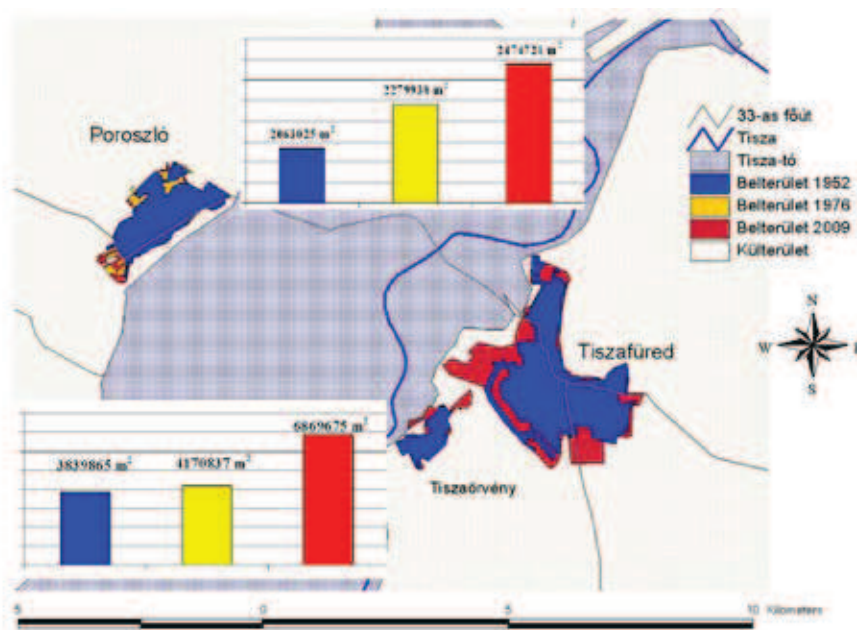 2474721 m²
2279938 m²
2063025 m²
Poroszló
33-as főút
Tisza
Tisza-tó
Belterület 1952
Belterület 1976
Belterület 2009
Külterület
N
W
E
S
Tiszafüred
Tiszaörvény
6869675 m²
3839865 m²
4170837 m²
5 0 5 10 Kilometers